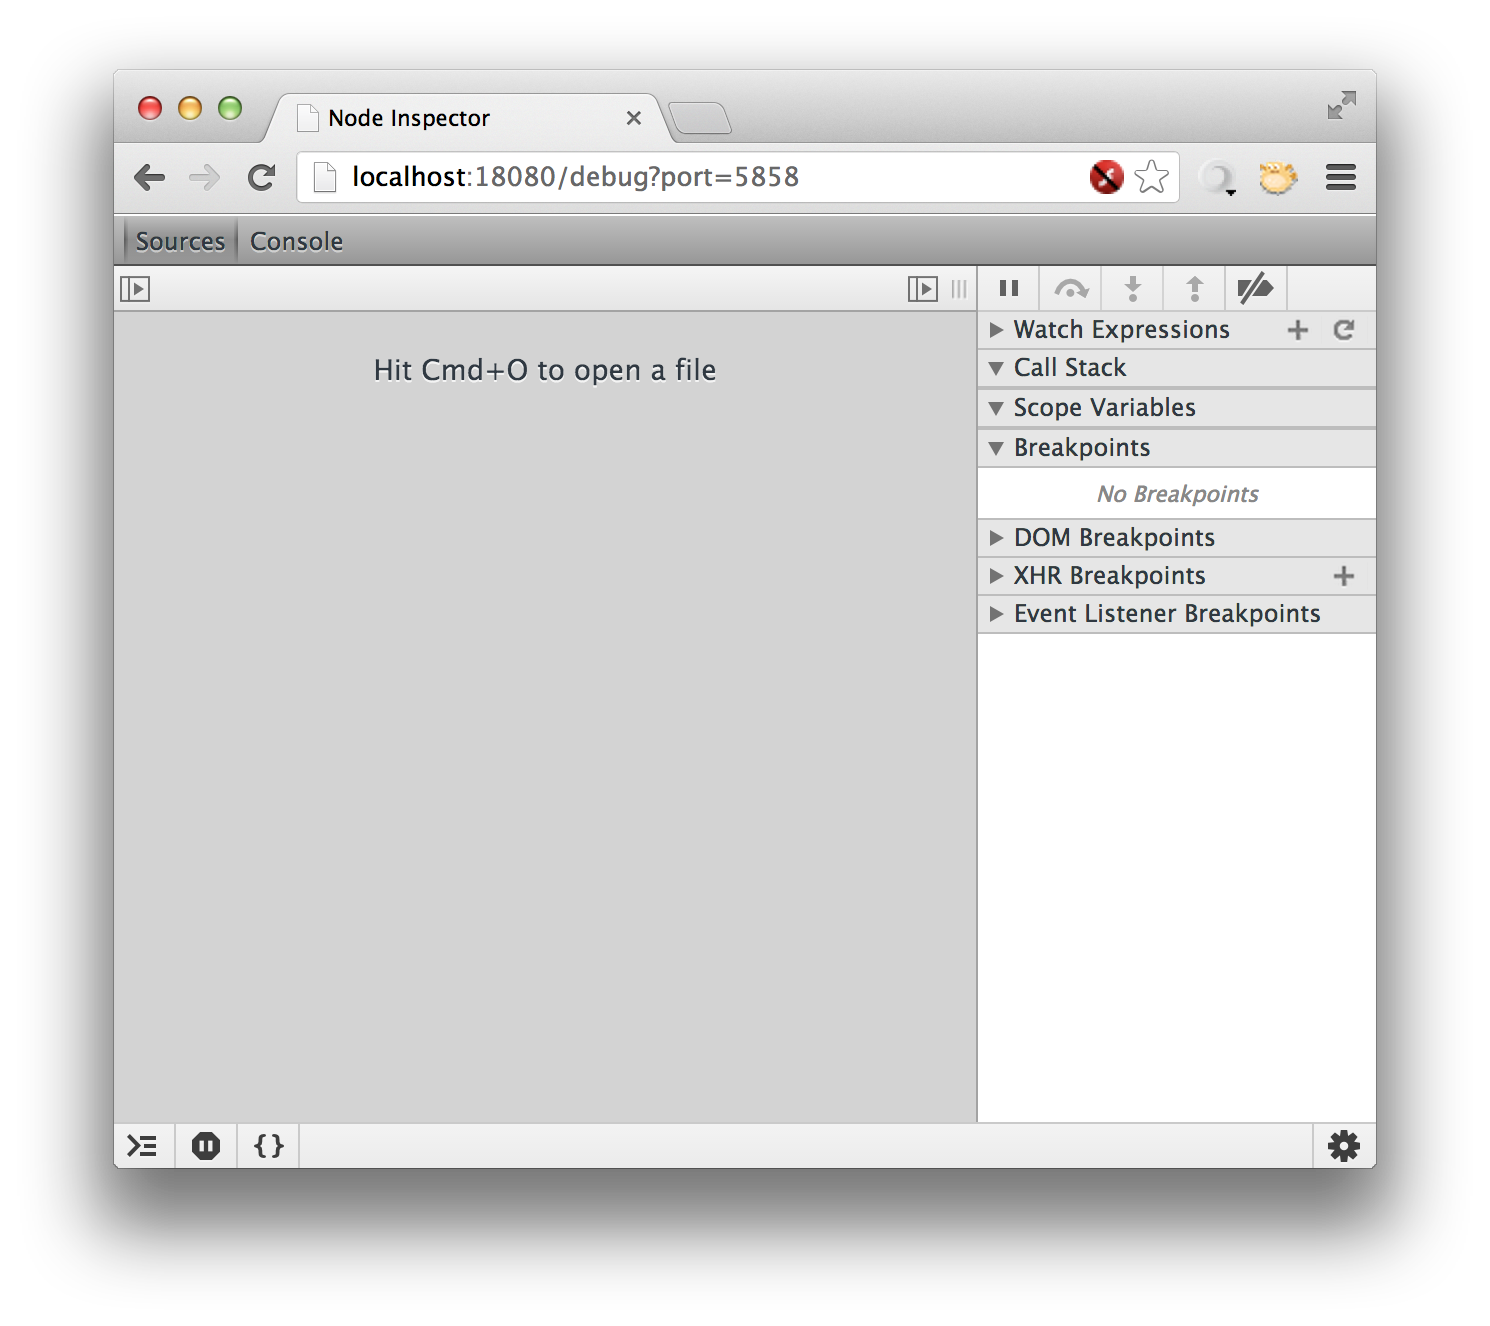 Node Inspector
localhost:18080/debug?port=5858
Sources Console
Hit Cmd+O to open a file
Watch Expressions
Call Stack
Scope Variables
Breakpoints
No Breakpoints
DOM Breakpoints
XHR Breakpoints
Event Listener Breakpoints